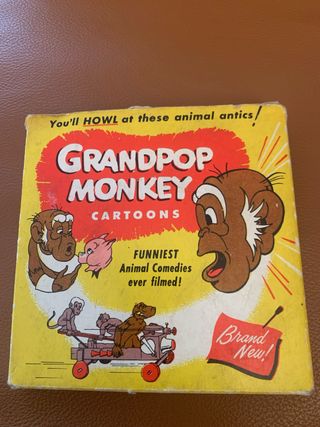 You'll HOWL at these animal antics!
GRANDPOP
MONKEY
CARTOONS
FUNNIEST
Animal Comedies
ever filmed!
Brand
New!